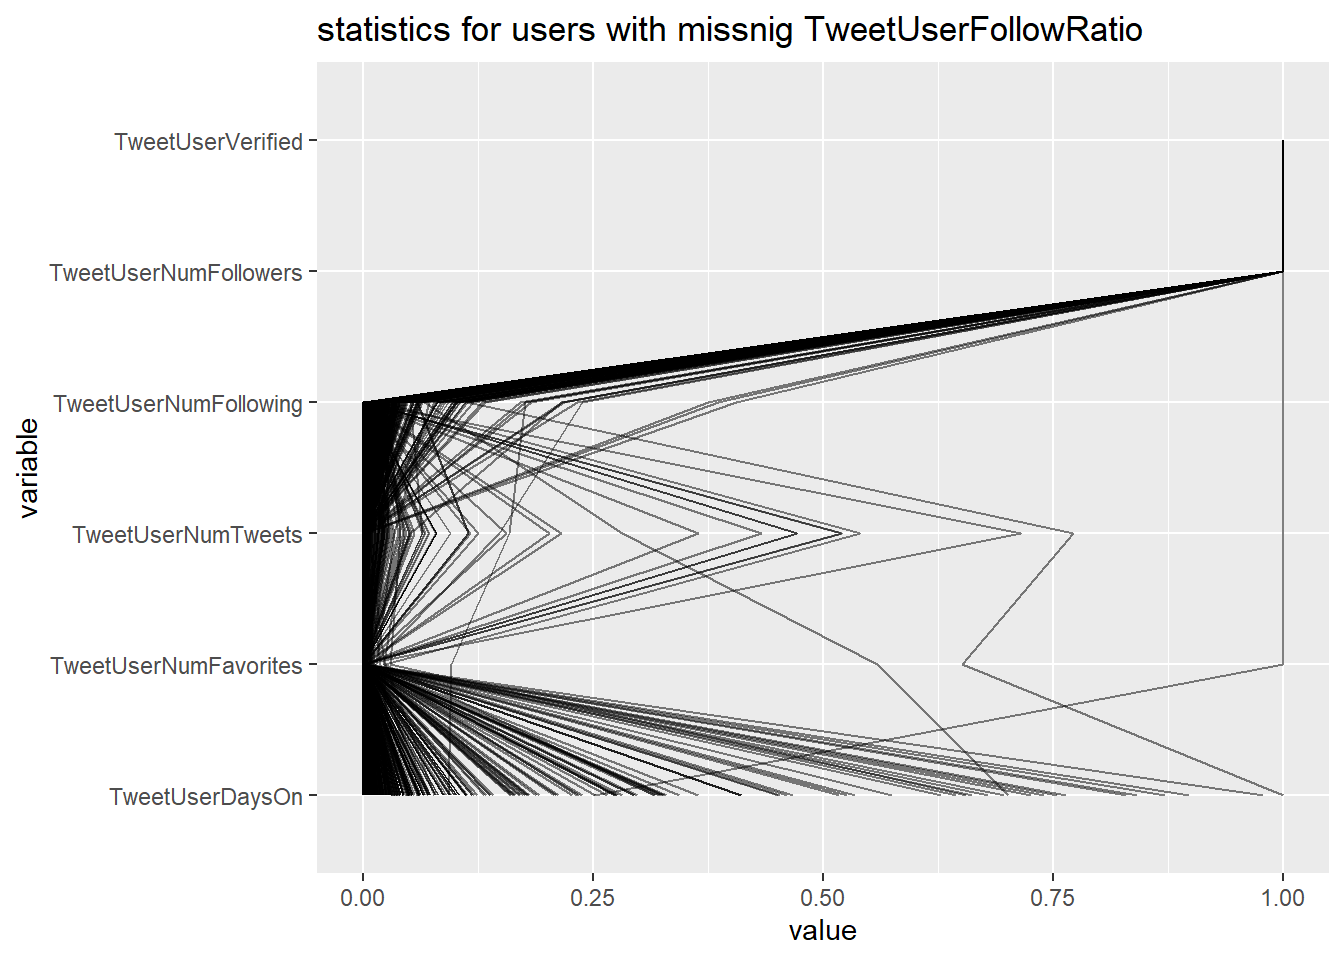 statistics for users with missnig TweetUserFollowRatio
TweetUserVerified
TweetUserNumFollowers
TweetUserNumFollowing
TweetUserNumTweets
TweetUserNumFavorites
TweetUserDaysOn
variable
0.00 0.25 0.50 0.75 1.00
value